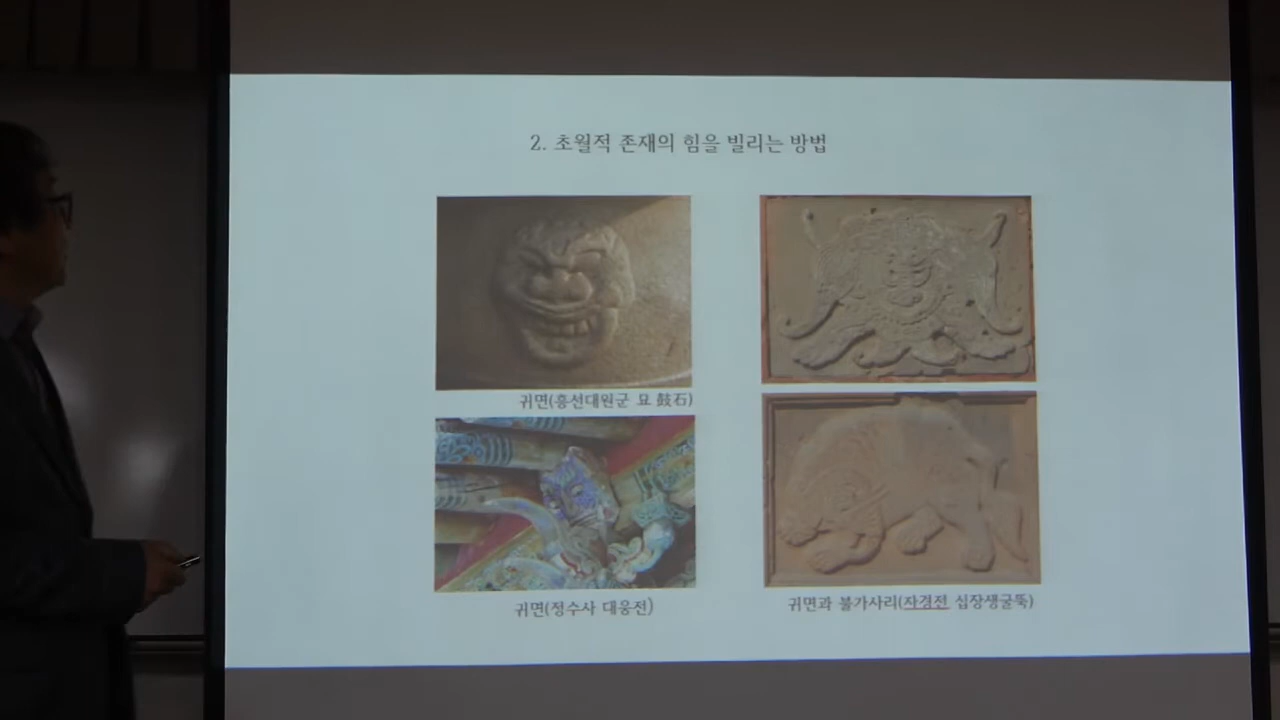 2. 초월적 존재의 힘을 빌리는 방법
귀면(흥선대원군 묘 鼓石)
귀면(정수사 대웅전)
귀면과 불가사리(자경전 십장생굴뚝)